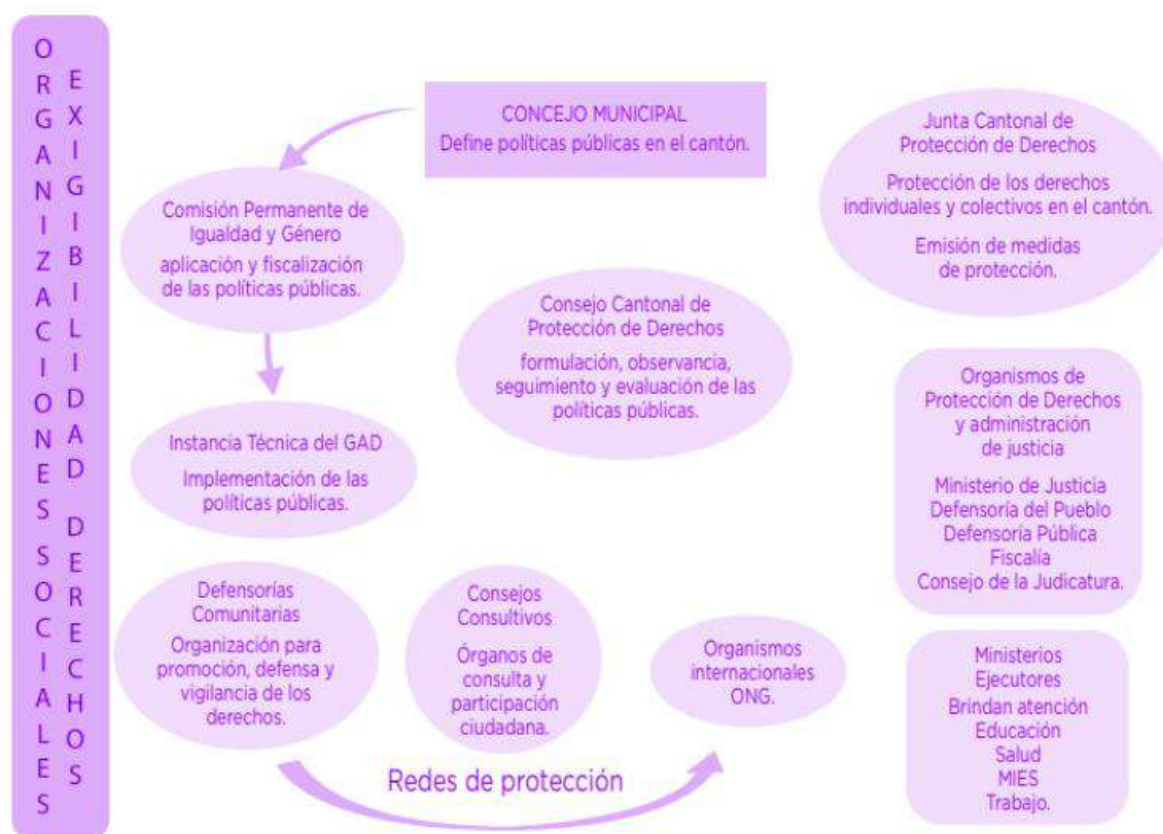 ORGANIZACIONES SOCIALES
EXIGIBILIDAD DERECHOS
CONCEJO MUNICIPAL
Define políticas públicas en el cantón.
Comisión Permanente de
Igualdad y Género
aplicación y fiscalización
de las políticas públicas.
Instancia Técnica del GAD
Implementación de las
políticas públicas.
Consejo Cantonal de
Protección de Derechos
formulación, observancia,
seguimiento y evaluación de las
políticas públicas.
Junta Cantonal de
Protección de Derechos
Protección de los derechos
individuales y colectivos en el cantón.
Emisión de medidas
de protección.
Organismos de
Protección de Derechos
y administración
de justicia
Ministerio de Justicia
Defensoría del Pueblo
Defensoría Pública
Fiscalía
Consejo de la Judicatura.
Defensorías
Comunitarias
Organización para
promoción, defensa y
vigilancia de los
derechos.
Consejos
Consultivos
Órganos de
consulta y
participación
ciudadana.
Organismos
internacionales
ONG.
Ministerios
Ejecutores
Brindan atención
Educación
Salud
MIES
Trabajo.
Redes de protección